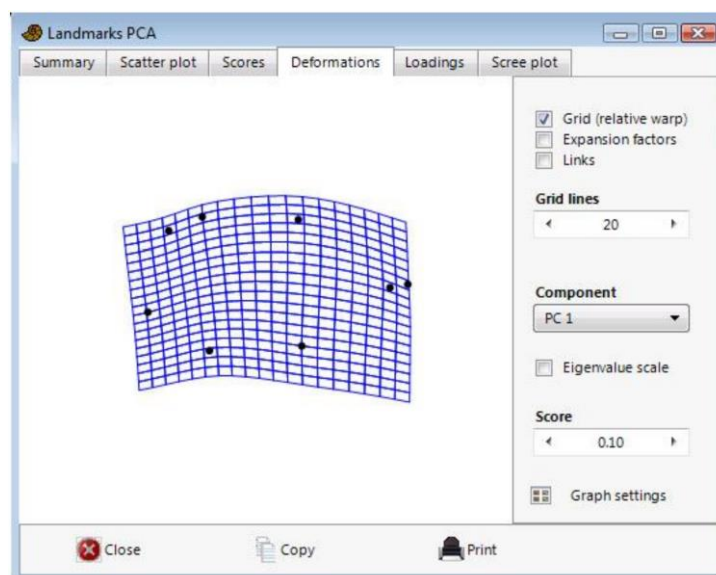 Landmarks PCA
Summary Scatter plot Scores Deformations Loadings Scree plot
Grid (relative warp)
Expansion factors
Links
Grid lines
20
Component
PC 1
Eigenvalue scale
Score
0.10
Graph settings
Close Copy Print